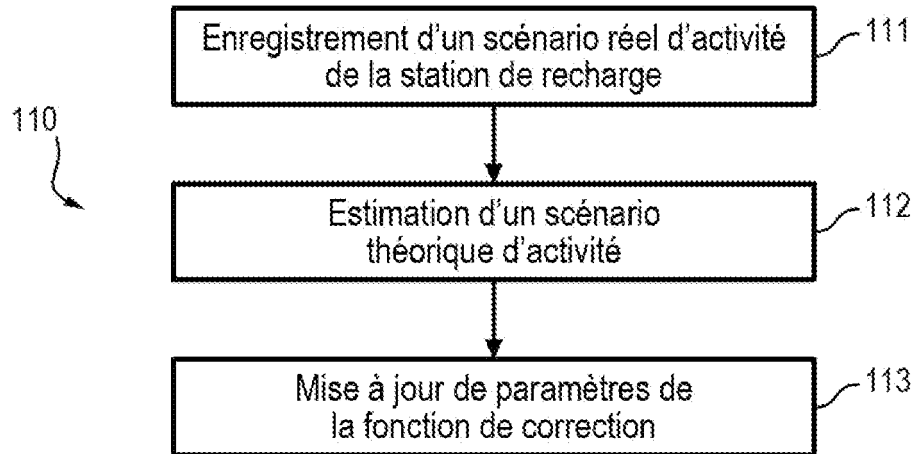 Enregistrement d'un scénario réel d'activité
de la station de recharge
111
110
Estimation d'un scénario
théorique d'activité
112
Mise à jour de paramètres de
la fonction de correction
113